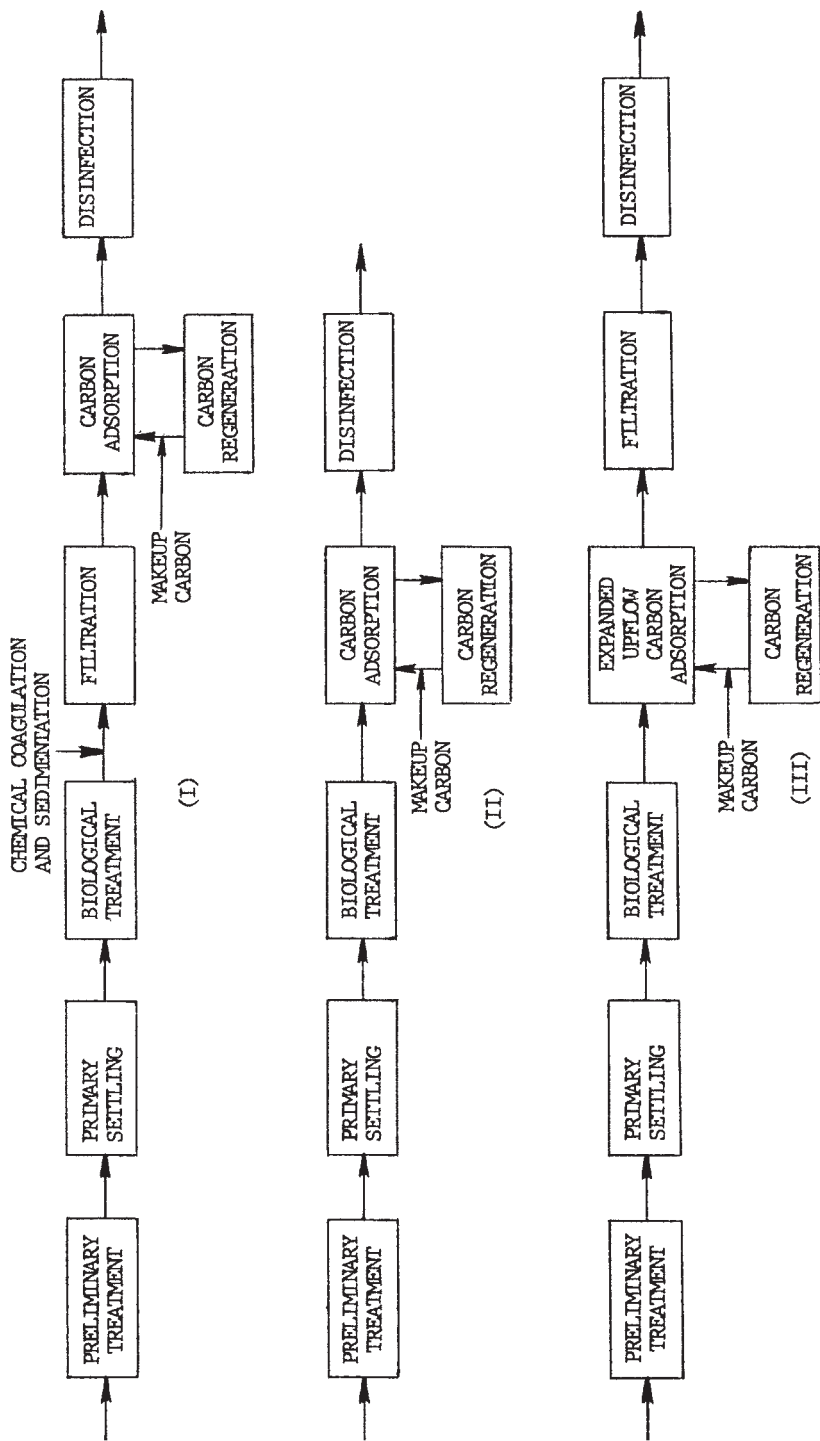 PRELIMINARY
TREATMENT
PRIMARY
SETTLING
BIOLOGICAL
TREATMENT
CHEMICAL COAGULATION
AND SEDIMENTATION
FILTRATION
CARBON
ADSORPTION
MAKEUP
CARBON
CARBON
REGENERATION
DISINFECTION
(I)
PRELIMINARY
TREATMENT
PRIMARY
SETTLING
BIOLOGICAL
TREATMENT
CARBON
ADSORPTION
MAKEUP
CARBON
CARBON
REGENERATION
DISINFECTION
(II)
PRELIMINARY
TREATMENT
PRIMARY
SETTLING
BIOLOGICAL
TREATMENT
EXPANDED
UPFLOW
CARBON
ADSORPTION
MAKEUP
CARBON
CARBON
REGENERATION
FILTRATION
DISINFECTION
(III)